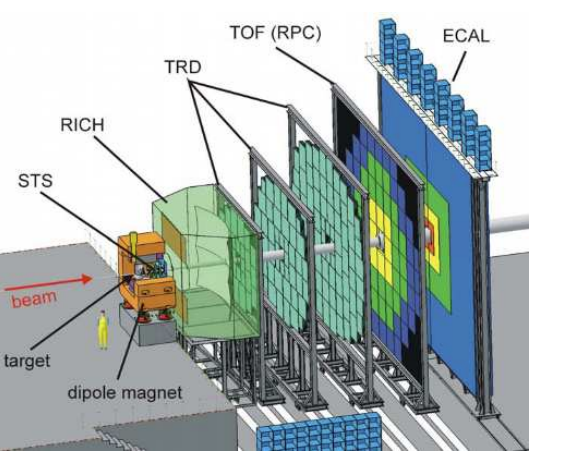 TOF (RPC)
ECAL
TRD
RICH
STS
beam
target
dipole magnet